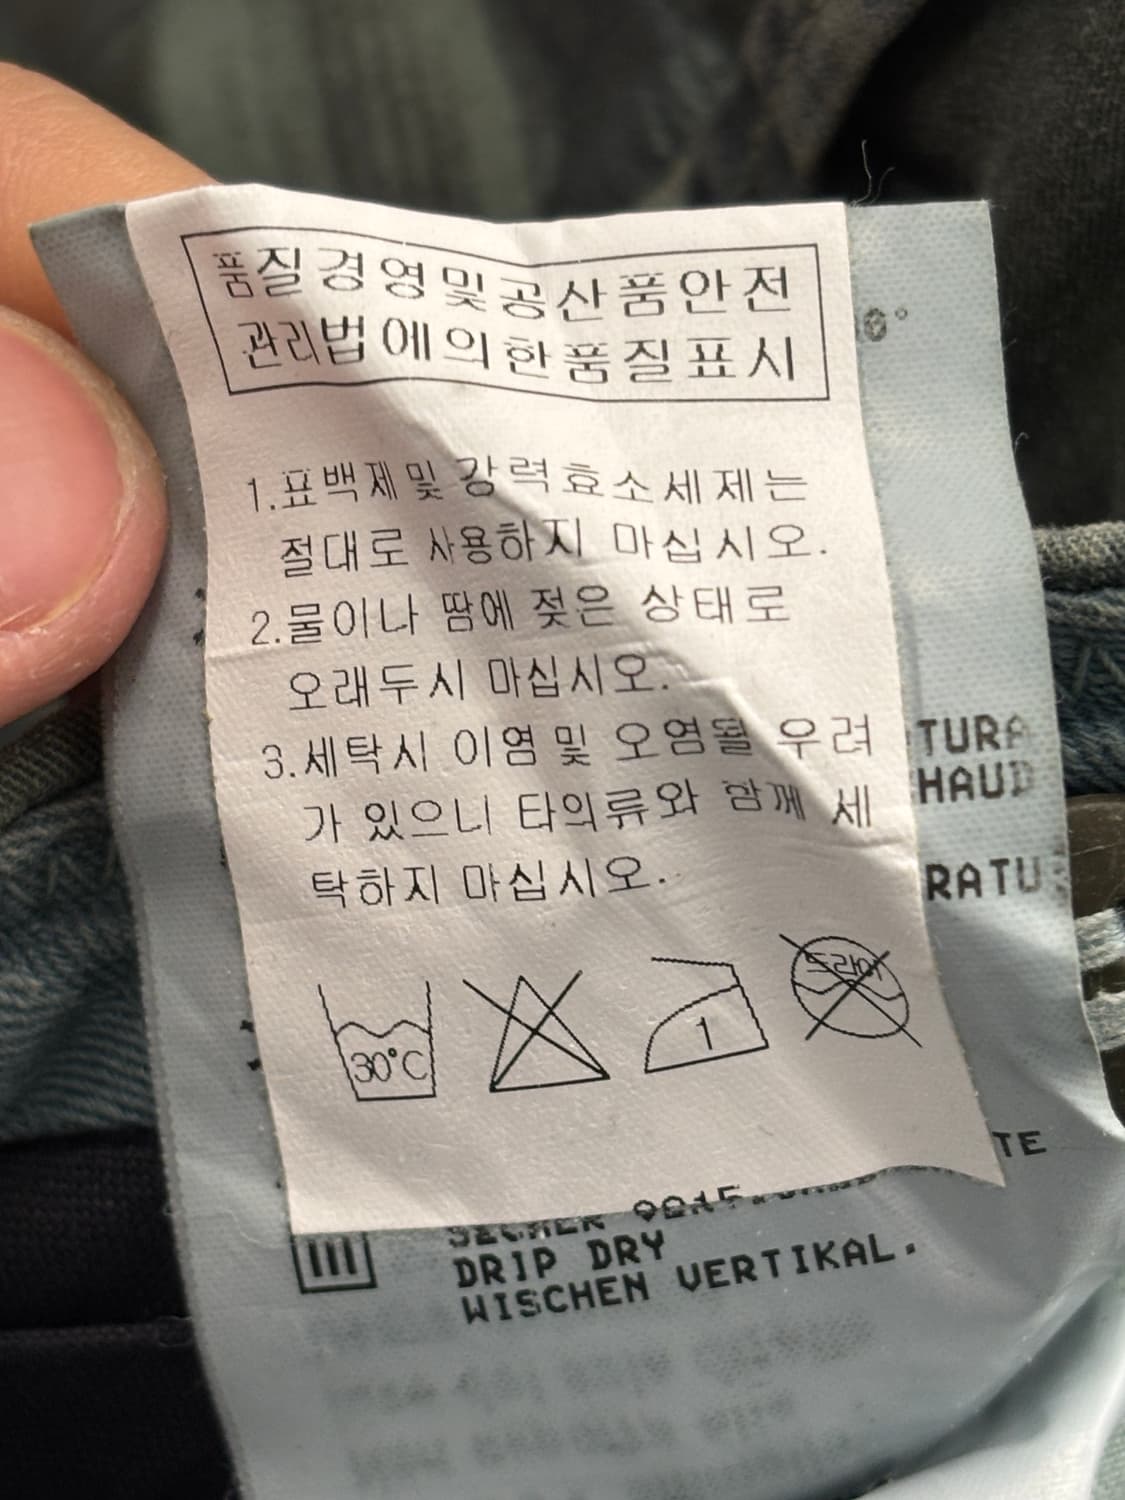 품질경영및공산품안전
관리법에의한품질표시
1.표백제및 강력효소세제는
절대로 사용하지 마십시오.
2.물이나 땀에 젖은 상태로
오래두시 마십시오.
3.세탁시 이염 및 오염될 우려
가 있으니 타의류와 함께 세
탁하지 마십시오.
30°C
1
드라이
0°
TURA
HAUD
RATU
TE
DRIP DRY
WISCHEN VERTIKAL.